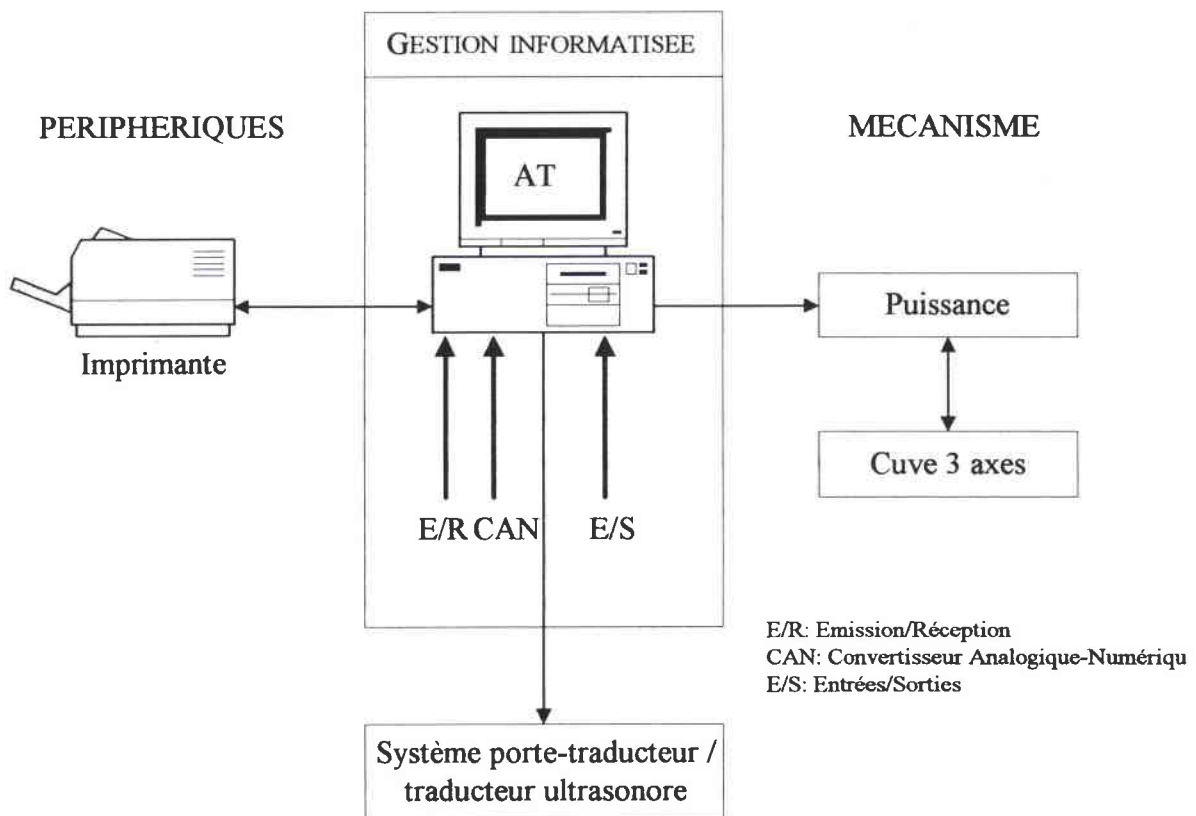 GESTION INFORMATISEE
PERIPHERIQUES
MECANISME
AT
Puissance
Imprimante
Cuve 3 axes
E/R CAN E/S
E/R: Emission/Réception
CAN: Convertisseur Analogique-Numériqu
E/S: Entrées/Sorties
Système porte-traducteur /
traducteur ultrasonore